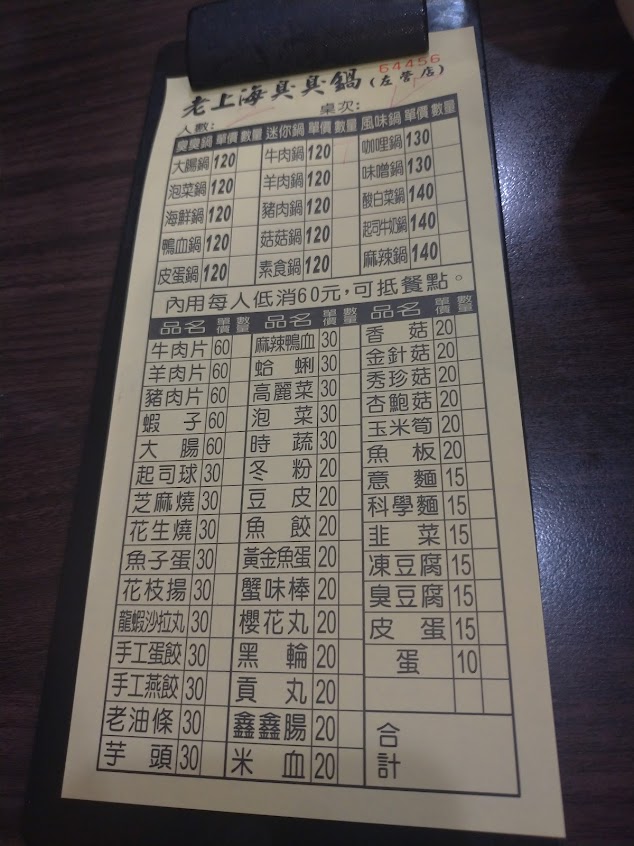 64456
老上海臭臭鍋(左營店)
人數: 桌次:
臭臭鍋 單價 數量 迷你鍋 單價 數量 風味鍋 單價 數量
大腸鍋 120 牛肉鍋 120 咖哩鍋 130
泡菜鍋 120 羊肉鍋 120 味噌鍋 130
海鮮鍋 120 豬肉鍋 120 酸白菜鍋 140
鴨血鍋 120 菇菇鍋 120 起司牛奶鍋 140
皮蛋鍋 120 素食鍋 120 麻辣鍋 140
內用每人低消60元,可抵餐點。
品名 單價 數量 品名 單價 數量 品名 單價 數量
牛肉片 60 麻辣鴨血 30 香菇 20
羊肉片 60 蛤蜊 30 金針菇 20
豬肉片 60 高麗菜 30 秀珍菇 20
蝦子 60 泡菜 30 杏鮑菇 20
大腸 60 時蔬 30 玉米筍 20
起司球 30 冬粉 20 魚板 20
芝麻燒 30 豆皮 20 意麵 15
花生燒 30 魚餃 20 科學麵 15
魚子蛋 30 黃金魚蛋 20 韭菜 15
花枝揚 30 蟹味棒 20 凍豆腐 15
龍蝦沙拉丸 30 櫻花丸 20 臭豆腐 15
手工蛋餃 30 黑輪 20 皮蛋 15
手工燕餃 30 貢丸 20 蛋 10
老油條 30 鑫鑫腸 20 合計
芋頭 30 米血 20